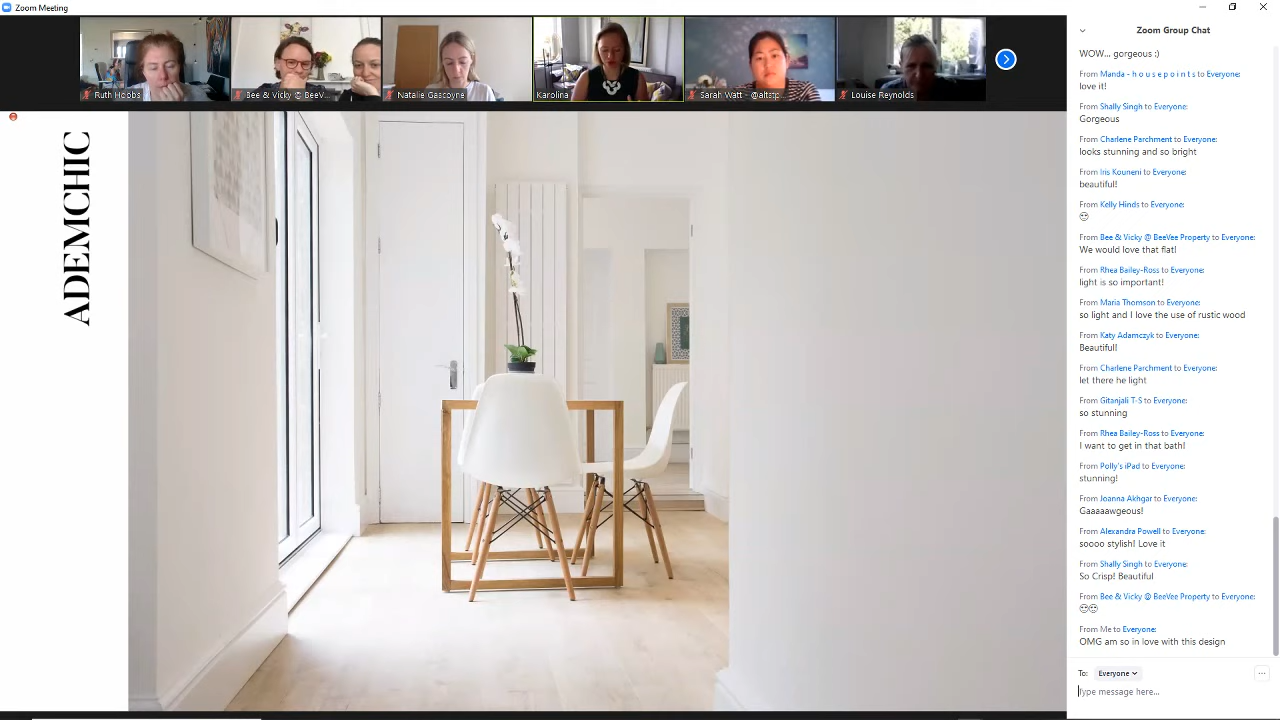 Zoom Meeting
Ruth Hobbs
Bee & Vicky @ BeeV...
Natalie Gascoyne
Karolina
Sarah Watt - @altstp...
Louise Reynolds
ADEMCHIC
Zoom Group Chat
WOW... gorgeous ;)
From Manda - h o u s e p o i n t s to Everyone:
love it!
From Shally Singh to Everyone:
Gorgeous
From Charlene Parchment to Everyone:
looks stunning and so bright
From Iris Kouneni to Everyone:
beautiful!
From Kelly Hinds to Everyone:
From Bee & Vicky @ BeeVee Property to Everyone:
We would love that flat!
From Rhea Bailey-Ross to Everyone:
light is so important!
From Maria Thomson to Everyone:
so light and I love the use of rustic wood
From Katy Adamczyk to Everyone:
Beautiful!
From Charlene Parchment to Everyone:
let there he light
From Gitanjali T-S to Everyone:
so stunning
From Rhea Bailey-Ross to Everyone:
I want to get in that bath!
From Polly's iPad to Everyone:
stunning!
From Joanna Akhgar to Everyone:
Gaaaaawgeous!
From Alexandra Powell to Everyone:
soooo stylish! Love it
From Shally Singh to Everyone:
So Crisp! Beautiful
From Bee & Vicky @ BeeVee Property to Everyone:
From Me to Everyone:
OMG am so in love with this design
To: Everyone
Type message here...